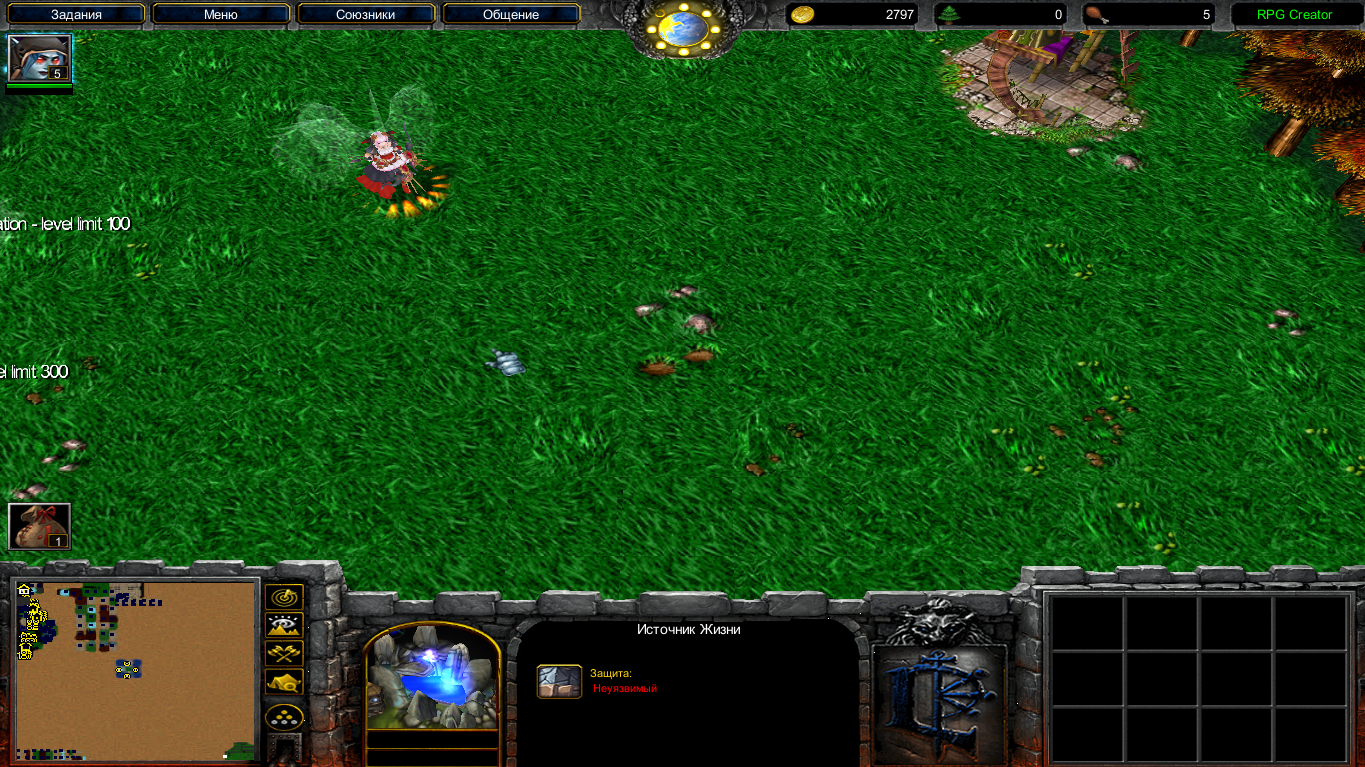 Задания Меню Союзники Общение 2797 0 5 RPG Creator
5
ation - level limit 100
el limit 300
1
Источник Жизни
Защита:
Неуязвимый